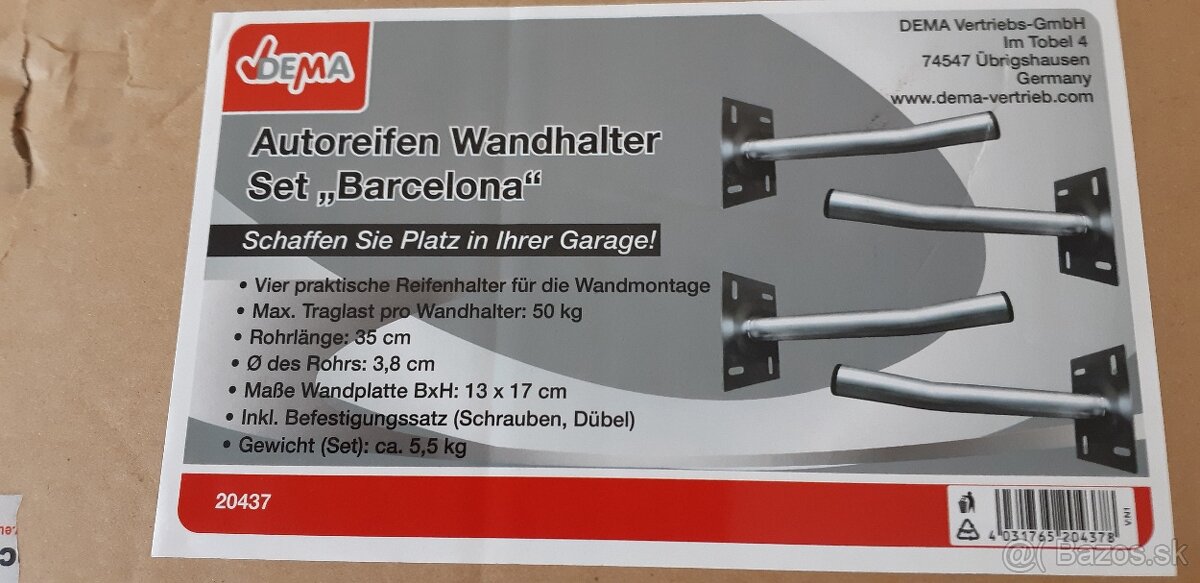 DEMA
DEMA Vertriebs-GmbH
Im Tobel 4
74547 Übrigshausen
Germany
www.dema-vertrieb.com
Autoreifen Wandhalter
Set „Barcelona“
Schaffen Sie Platz in Ihrer Garage!
• Vier praktische Reifenhalter für die Wandmontage
• Max. Traglast pro Wandhalter: 50 kg
• Rohrlänge: 35 cm
• Ø des Rohrs: 3,8 cm
• Maße Wandplatte BxH: 13 x 17 cm
• Inkl. Befestigungssatz (Schrauben, Dübel)
• Gewicht (Set): ca. 5,5 kg
20437
4 031765 204378
V.N1
@( Bazos.sk